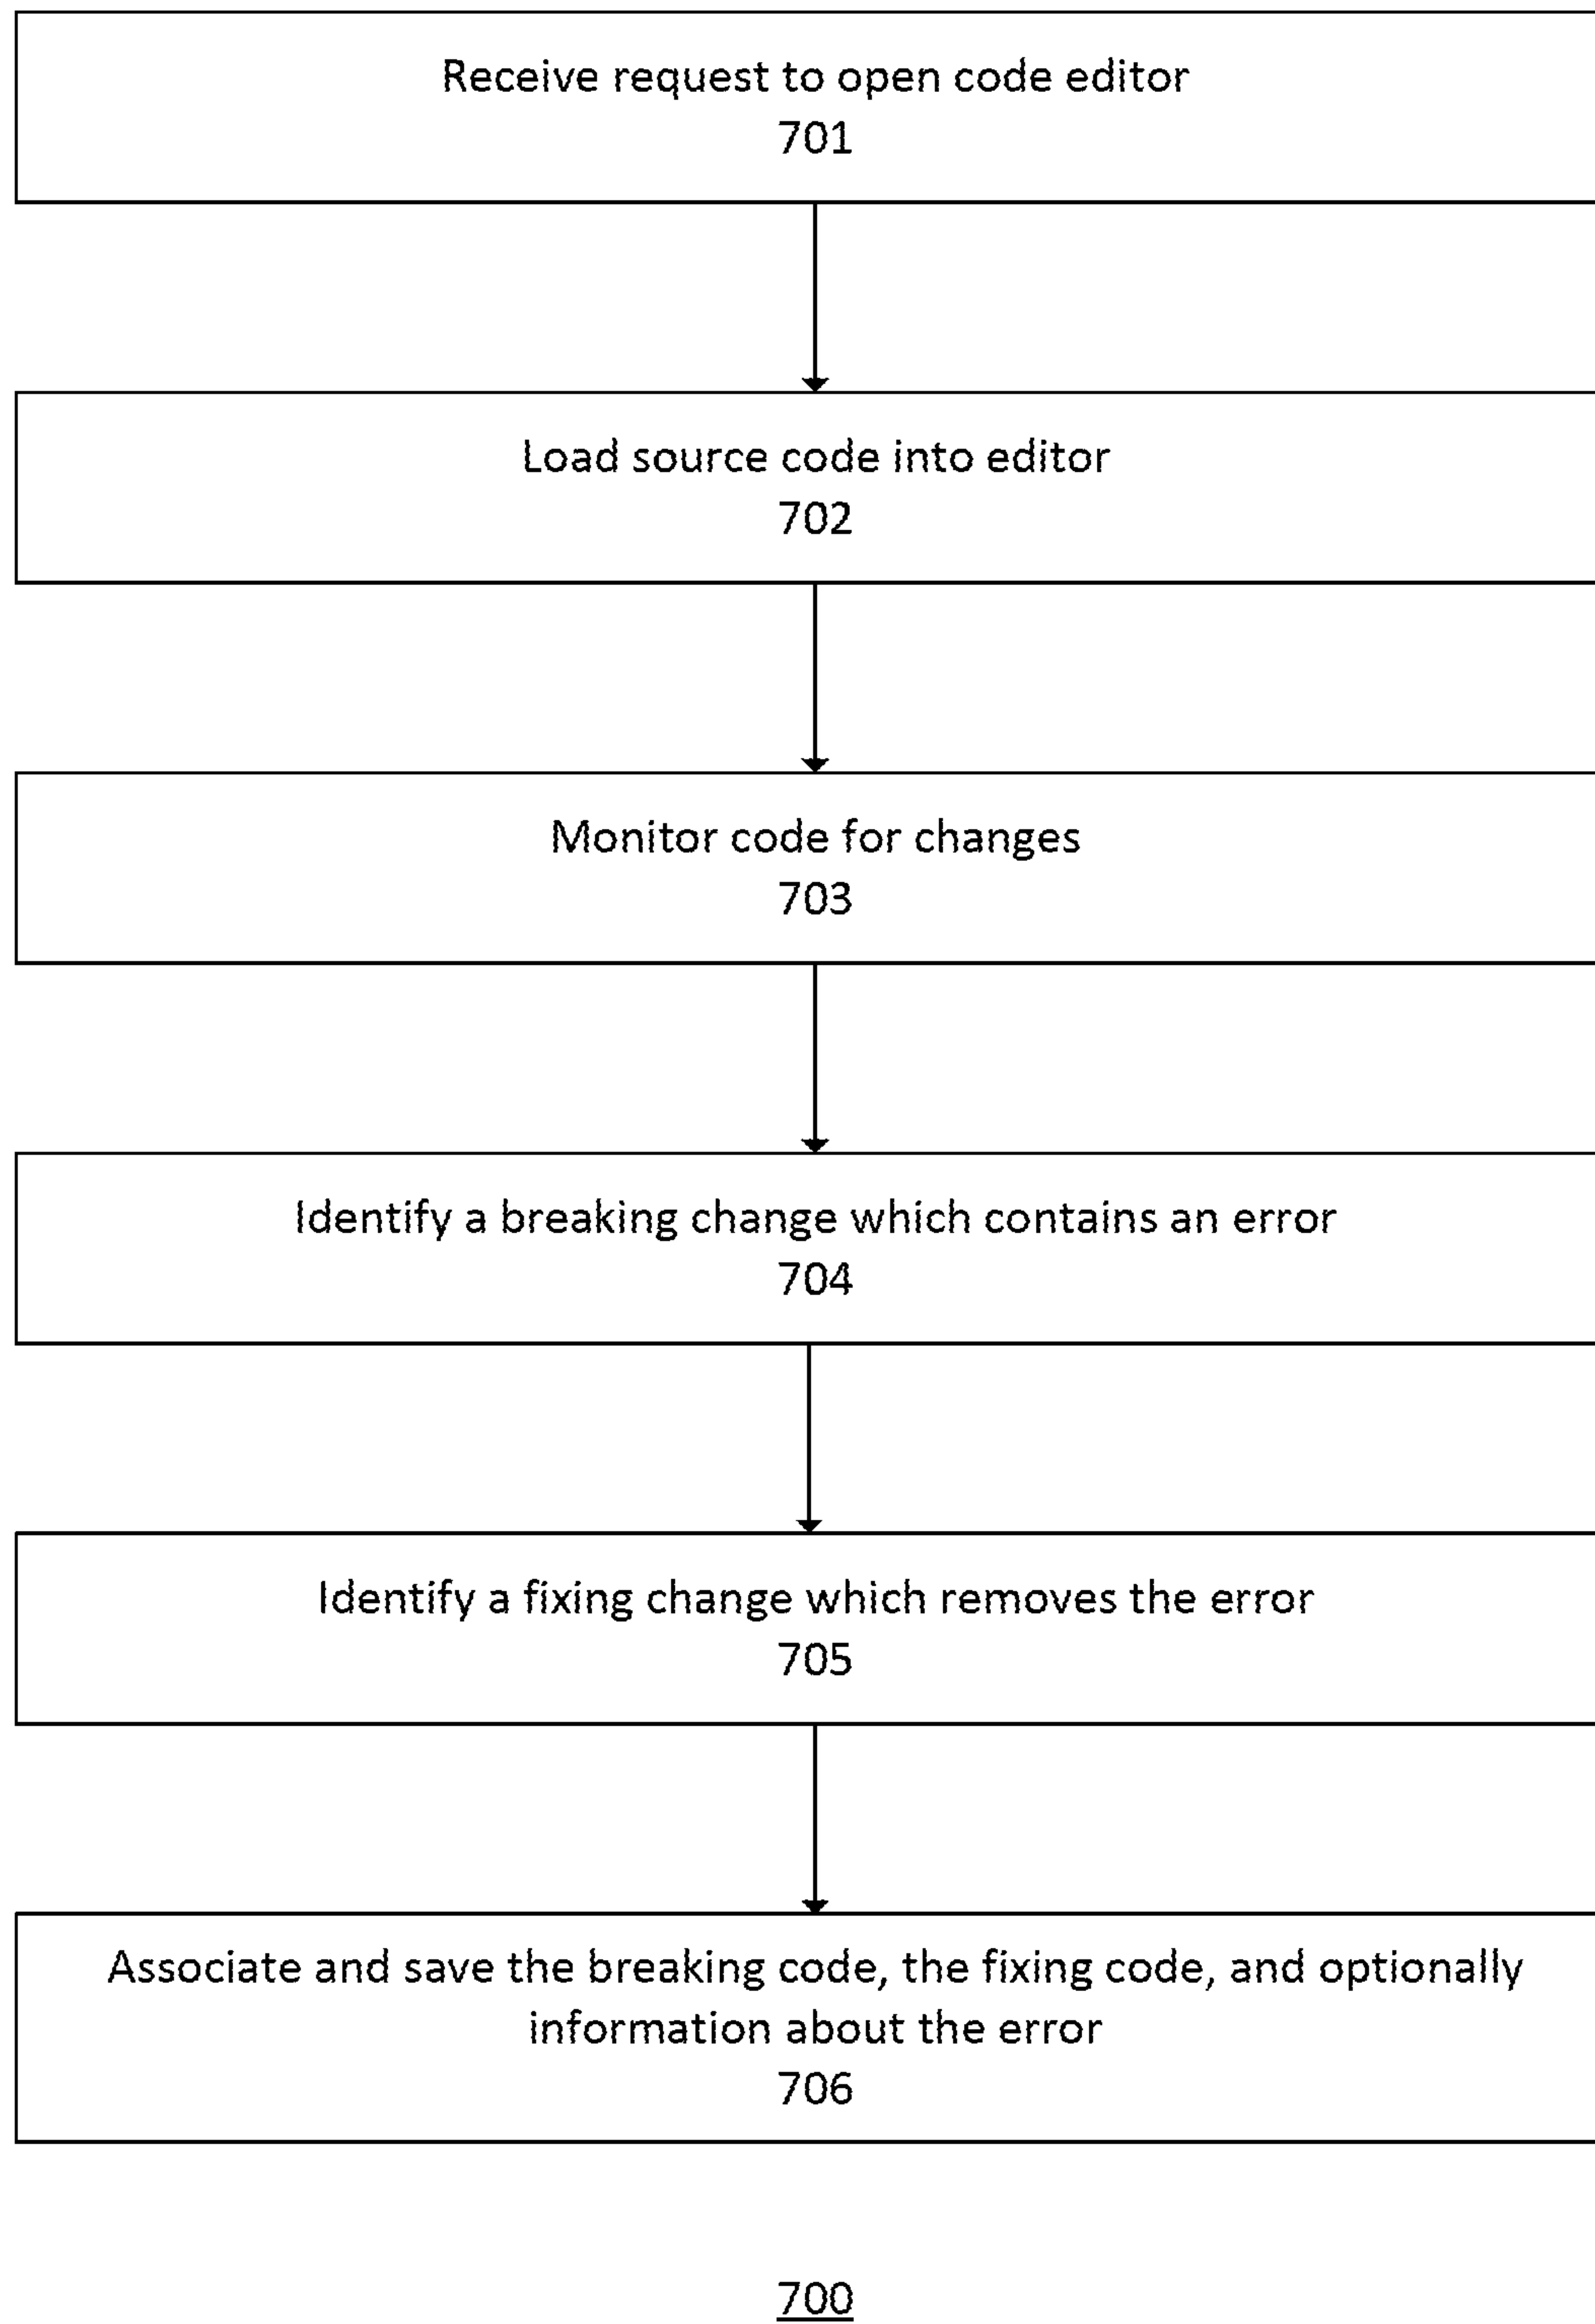 Receive request to open code editor
701
Load source code into editor
702
Monitor code for changes
703
Identify a breaking change which contains an error
704
Identify a fixing change which removes the error
705
Associate and save the breaking code, the fixing code, and optionally
information about the error
706
700